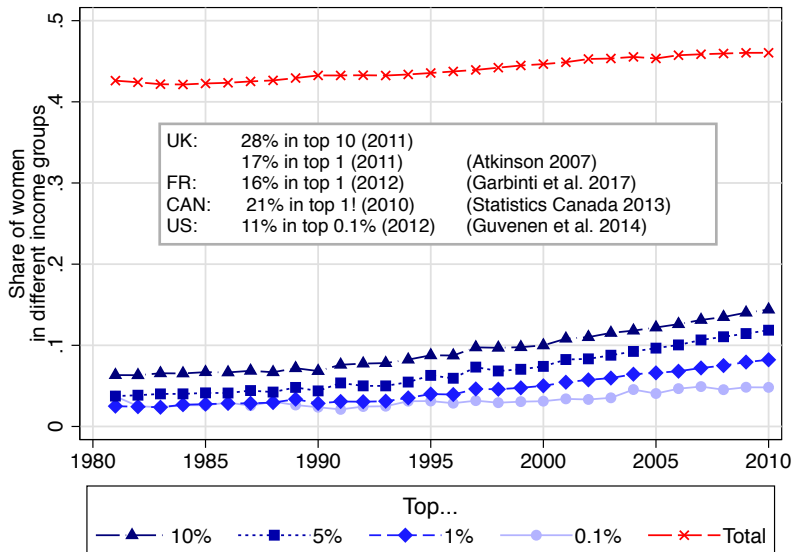 .5
.4
.3
.2
.1
0
Share of women
in different income groups
UK: 28% in top 10 (2011)
17% in top 1 (2011) (Atkinson 2007)
FR: 16% in top 1 (2012) (Garbinti et al. 2017)
CAN: 21% in top 1! (2010) (Statistics Canada 2013)
US: 11% in top 0.1% (2012) (Guvenen et al. 2014)
1980 1985 1990 1995 2000 2005 2010
Top...
10% 5% 1% 0.1% Total